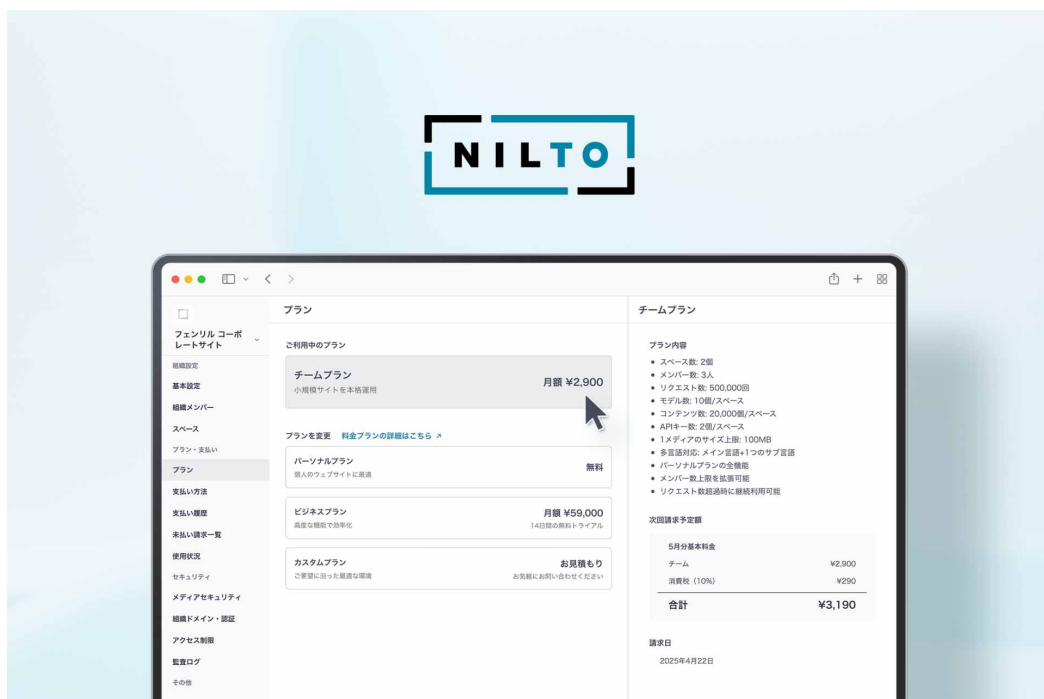 NILTO
フェンリル コーポ
レートサイト
組織設定
基本設定
組織メンバー
スペース
プラン・支払い
プラン
支払い方法
支払い履歴
未払い請求一覧
使用状況
セキュリティ
メディアセキュリティ
組織ドメイン・認証
アクセス制限
監査ログ
その他
プラン
ご利用中のプラン
チームプラン
月額 ¥2,900
小規模サイトを本格運用
プランを変更 料金プランの詳細はこちら
パーソナルプラン
無料
個人のウェブサイトに最適
ビジネスプラン
月額 ¥59,000
高度な機能で効率化
14日間の無料トライアル
カスタムプラン
お見積もり
ご要望に沿った最適な環境
お気軽にお問い合わせください
チームプラン
プラン内容
• スペース数: 2個
• メンバー数: 3人
• リクエスト数: 500,000回
• モデル数: 10個/スペース
• コンテンツ数: 20,000個/スペース
• APIキー数: 2個/スペース
• 1メディアのサイズ上限: 100MB
• 多言語対応: メイン言語+1つのサブ言語
• パーソナルプランの全機能
• メンバー数上限を拡張可能
• リクエスト数超過時に継続利用可能
次回請求予定額
5月分基本料金
チーム ¥2,900
消費税（10%） ¥290
合計 ¥3,190
請求日
2025年4月22日